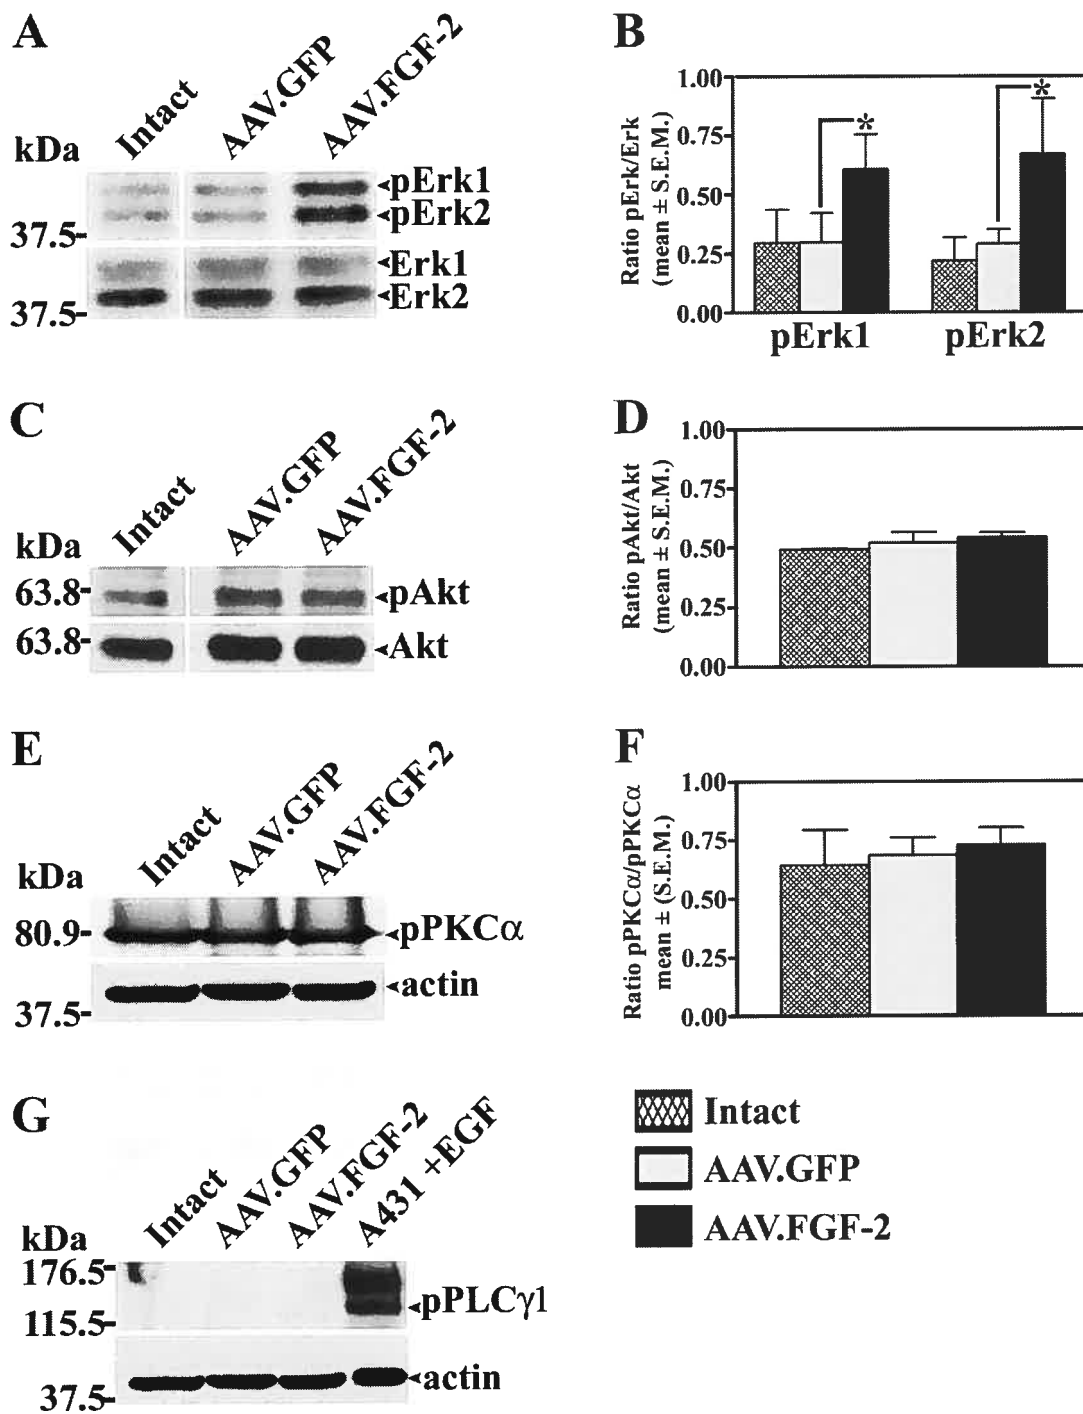 A
Intact
AAV.GFP
AAV.FGF-2
kDa
pErk1
pErk2
37.5-
Erk1
Erk2
37.5-
B
Ratio pErk/Erk
(mean ± S.E.M.)
1.00
0.75
0.50
0.25
0.00
*
*
pErk1
pErk2
C
Intact
AAV.GFP
AAV.FGF-2
kDa
63.8-
pAkt
63.8-
Akt
D
Ratio pAkt/Akt
(mean ± S.E.M.)
1.00
0.75
0.50
0.25
0.00
E
Intact
AAV.GFP
AAV.FGF-2
kDa
80.9-
pPKCα
actin
37.5-
F
Ratio pPKCα/pPKCα
mean ± (S.E.M.)
1.00
0.75
0.50
0.25
0.00
G
Intact
AAV.GFP
AAV.FGF-2
A431 +EGF
kDa
176.5-
pPLCγ1
115.5-
actin
37.5-
Intact
AAV.GFP
AAV.FGF-2